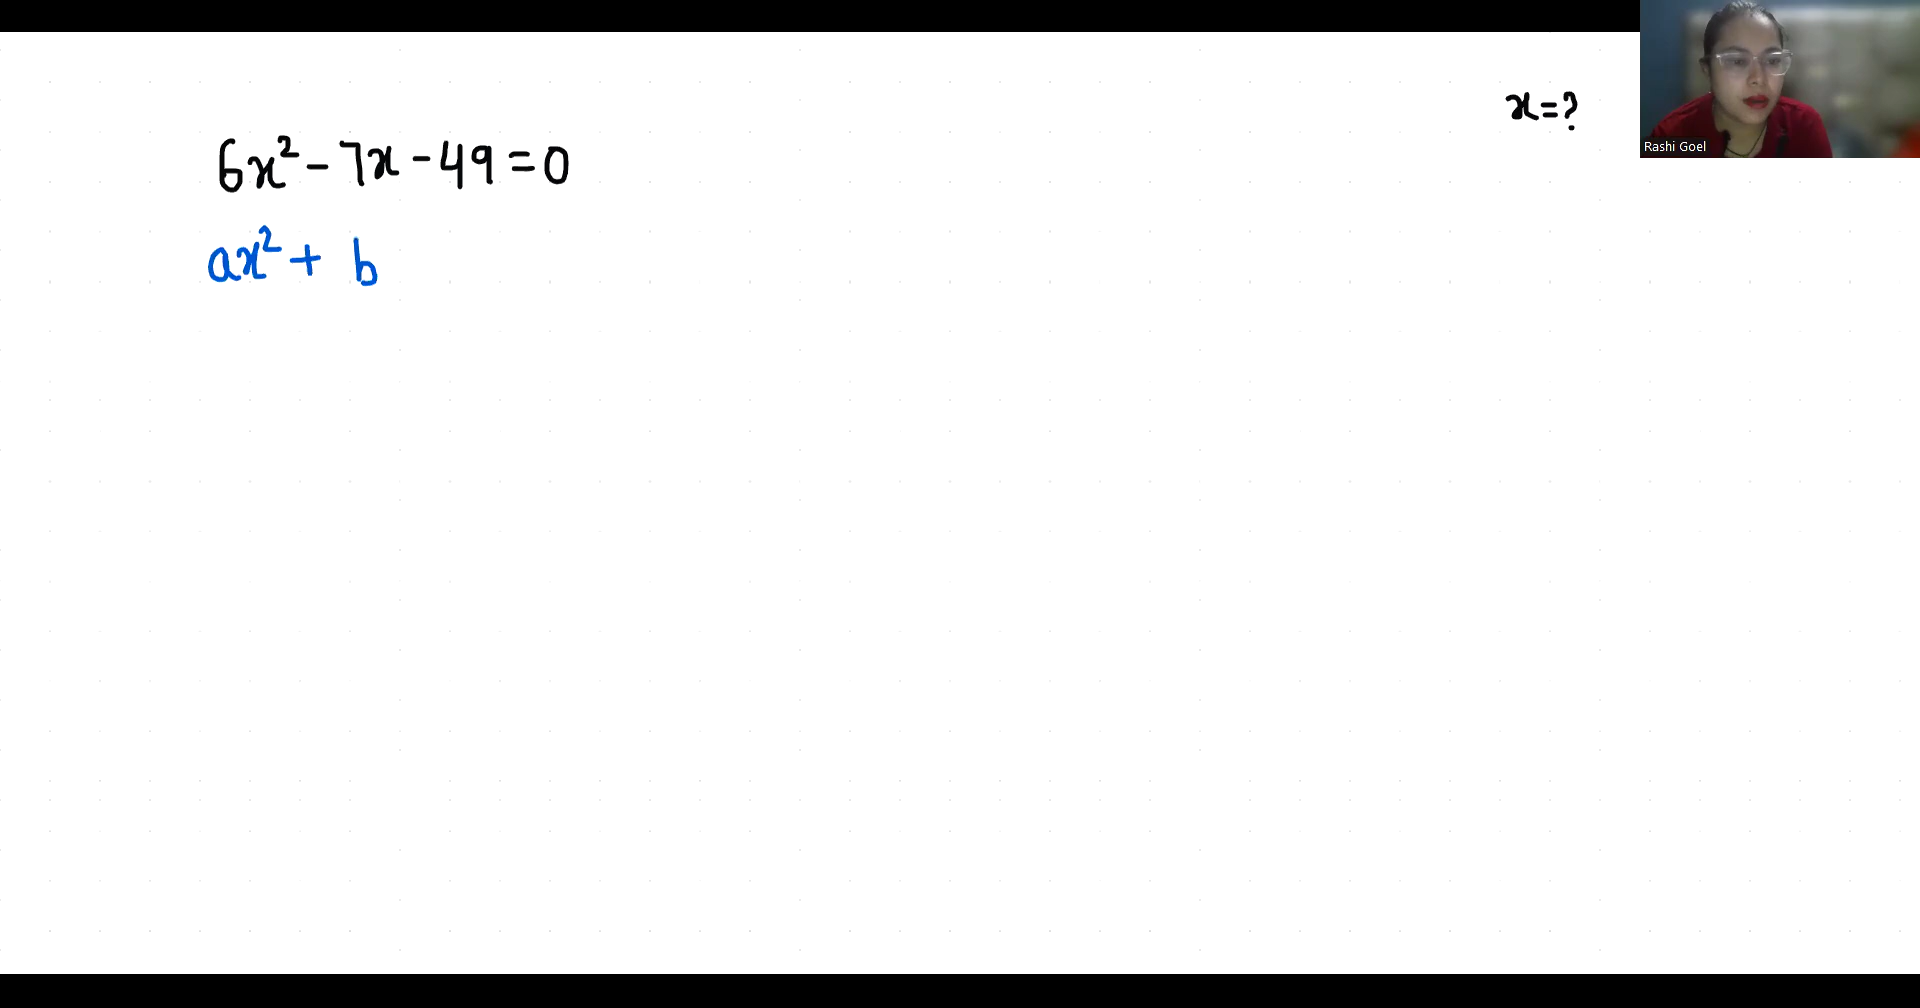 x=?
Rashi Goel
6x² - 7x - 49 = 0
ax² + b